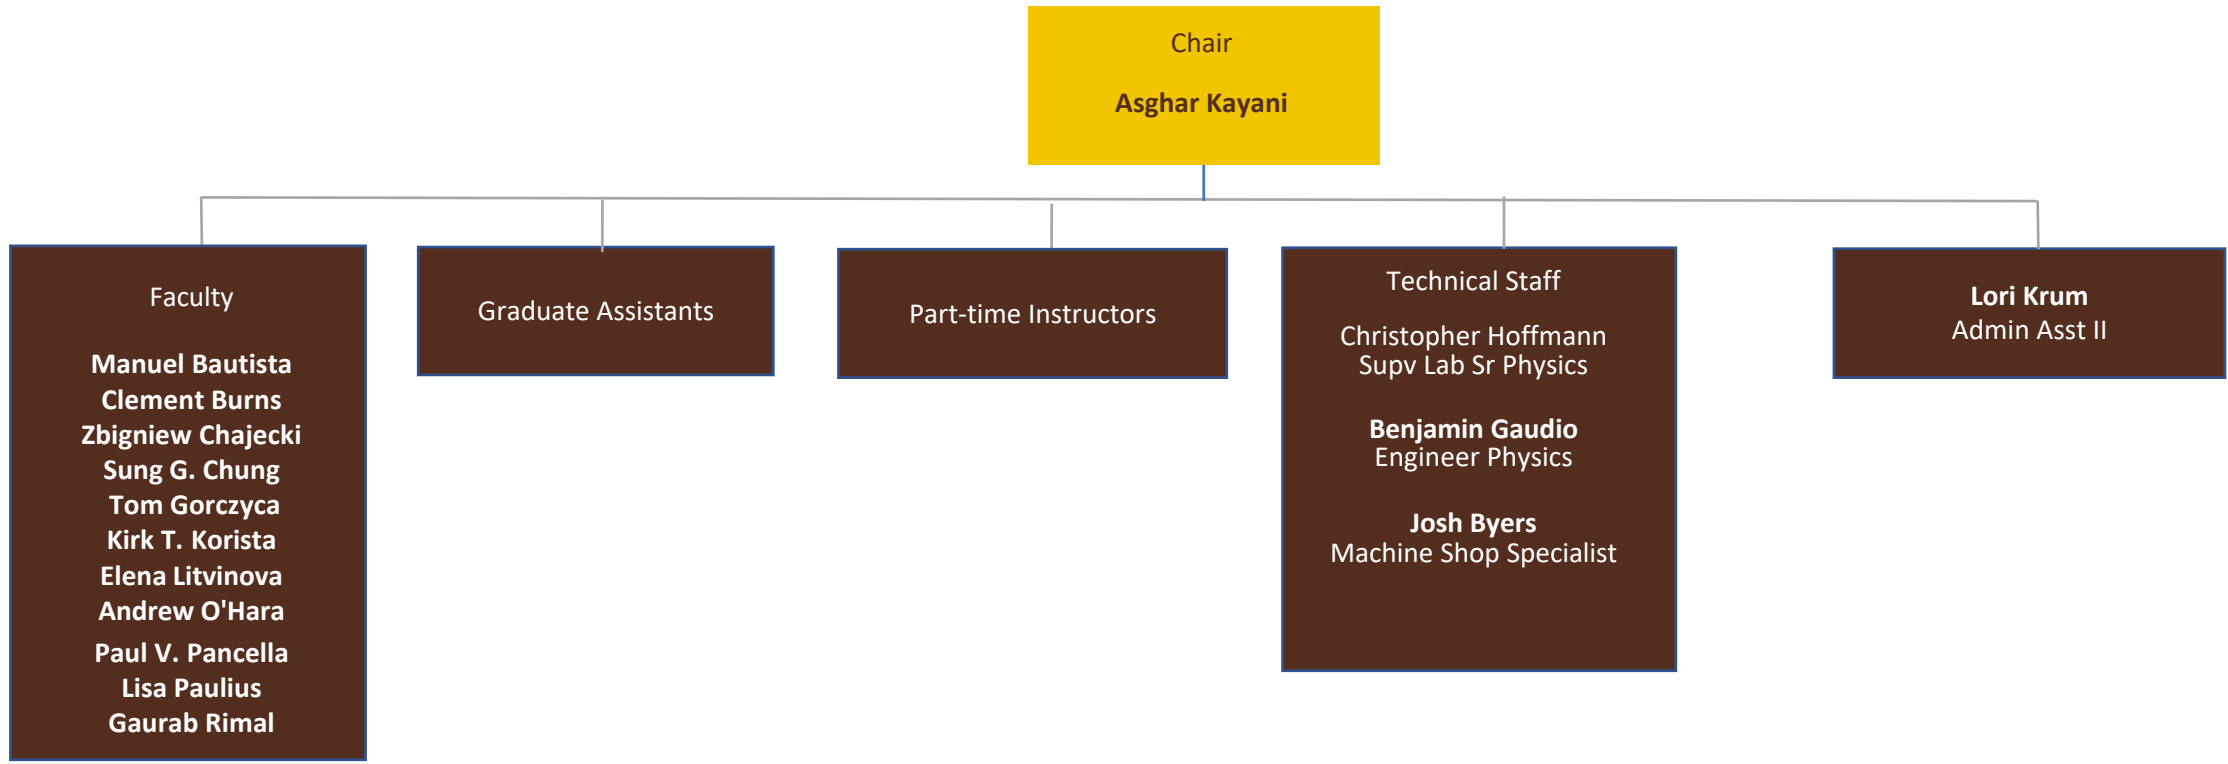 Chair
Asghar Kayani
Faculty
Manuel Bautista
Clement Burns
Zbigniew Chajecki
Sung G. Chung
Tom Gorczyca
Kirk T. Korista
Elena Litvinova
Andrew O'Hara
Paul V. Pancella
Lisa Paulius
Gaurab Rimal
Graduate Assistants
Part-time Instructors
Technical Staff
Christopher Hoffmann
Supv Lab Sr Physics
Benjamin Gaudio
Engineer Physics
Josh Byers
Machine Shop Specialist
Lori Krum
Admin Asst II